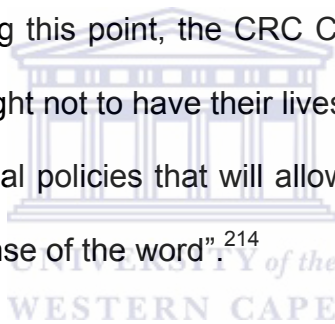 g this point, the CRC C
ght not to have their lives
al policies that will allow
nse of the word”.²¹⁴
UNIVERSITY of the
WESTERN CAPE